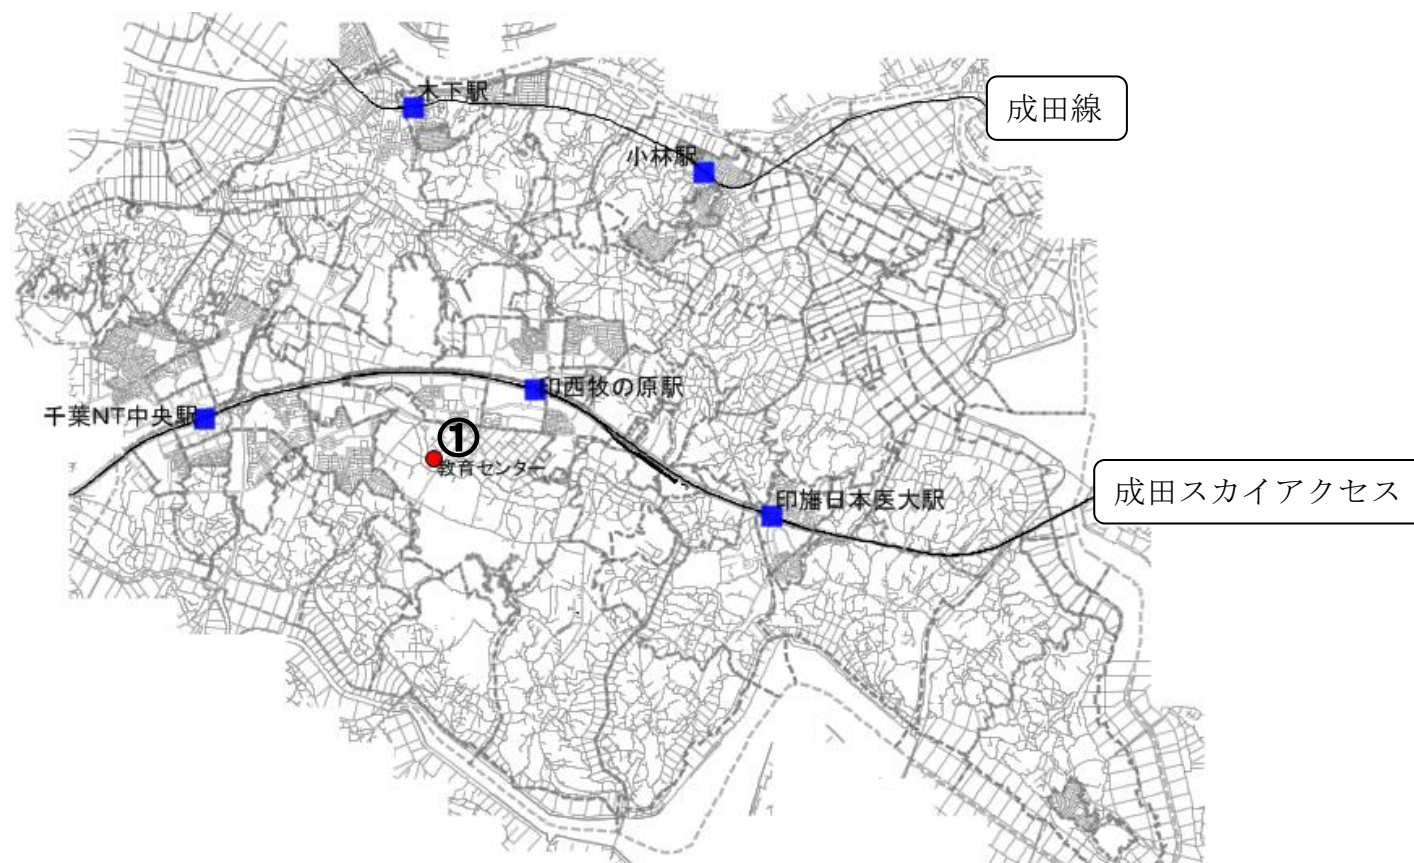 木下駅
成田線
小林駅
印西牧の原駅
千葉NT中央駅
①
教育センター
成田スカイアクセス
印旛日本医大駅